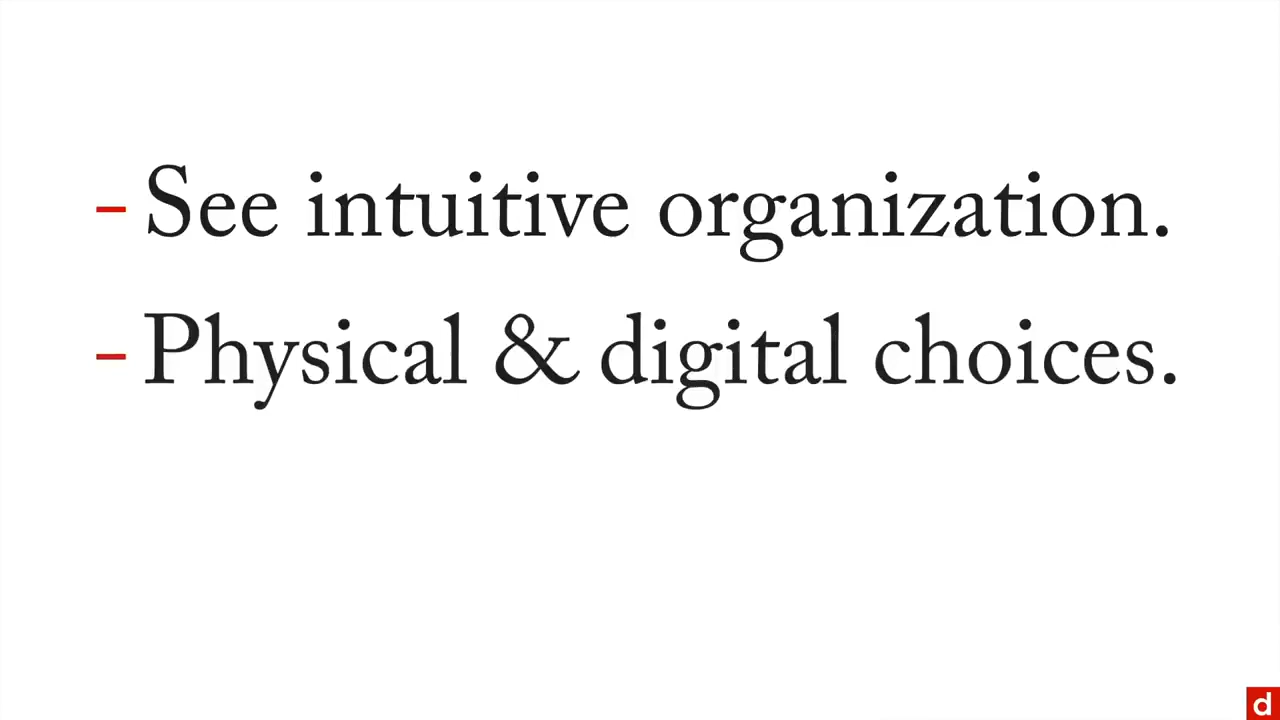 - See intuitive organization.
- Physical & digital choices.
d